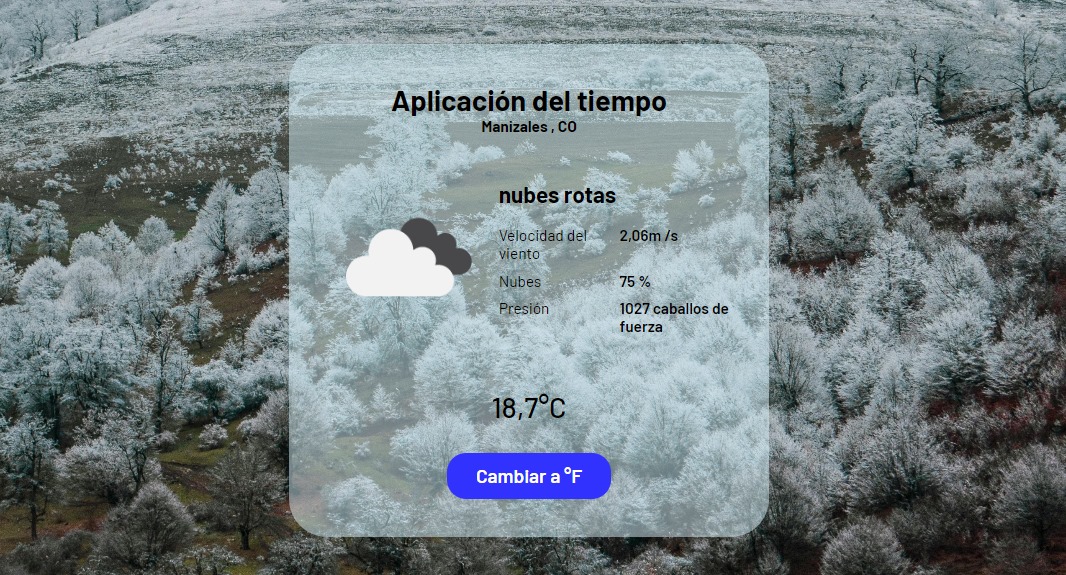 Aplicación del tiempo
Manizales , CO
nubes rotas
Velocidad del
viento
2,06m /s
Nubes
75 %
Presión
1027 caballos de
fuerza
18,7°C
Cambiar a °F